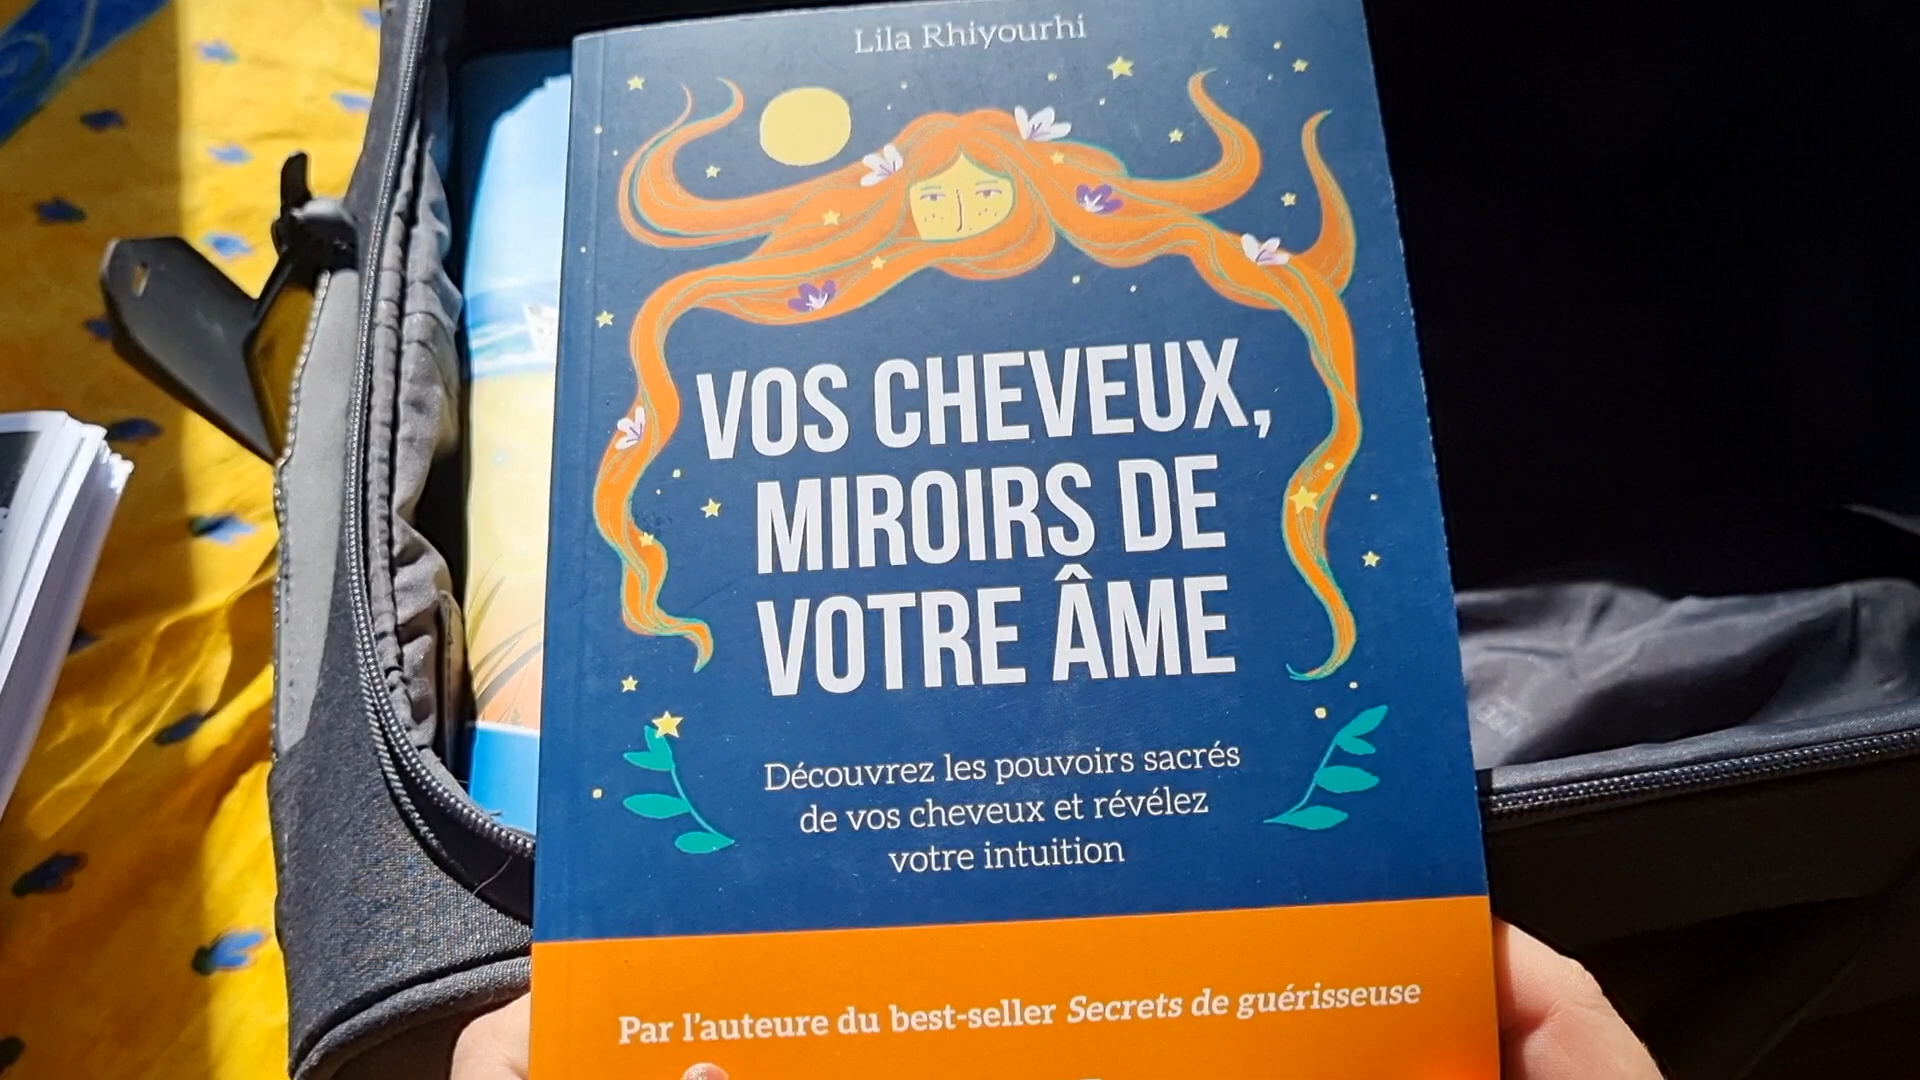 Lila Rhiyourhi
VOS CHEVEUX,
MIROIRS DE
VOTRE ÂME
Découvrez les pouvoirs sacrés
de vos cheveux et révélez
votre intuition
Par l'auteure du best-seller Secrets de guérisseuse